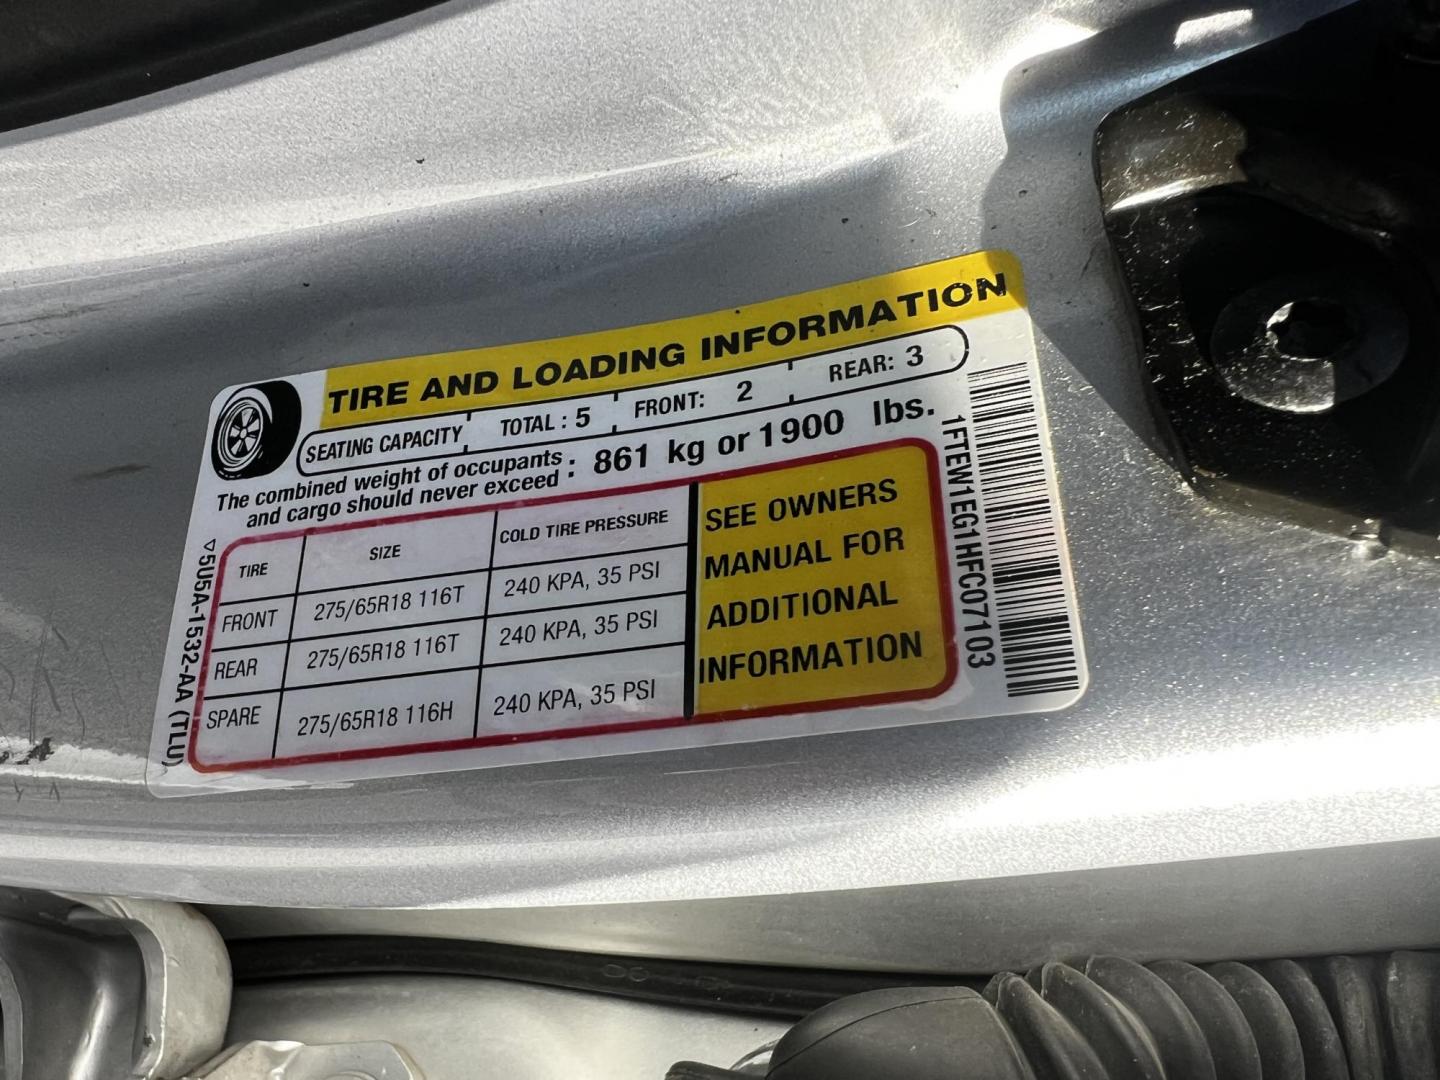 TIRE AND LOADING INFORMATION
SEATING CAPACITY TOTAL : 5 FRONT: 2 REAR: 3
The combined weight of occupants
and cargo should never exceed : 861 kg or 1900 lbs.
TIRE SIZE COLD TIRE PRESSURE
FRONT 275/65R18 116T 240 KPA, 35 PSI
REAR 275/65R18 116T 240 KPA, 35 PSI
SPARE 275/65R18 116H 240 KPA, 35 PSI
SEE OWNERS
MANUAL FOR
ADDITIONAL
INFORMATION
5U5A-1532-AA (TLU)
1FTEW1EG1HFC07103